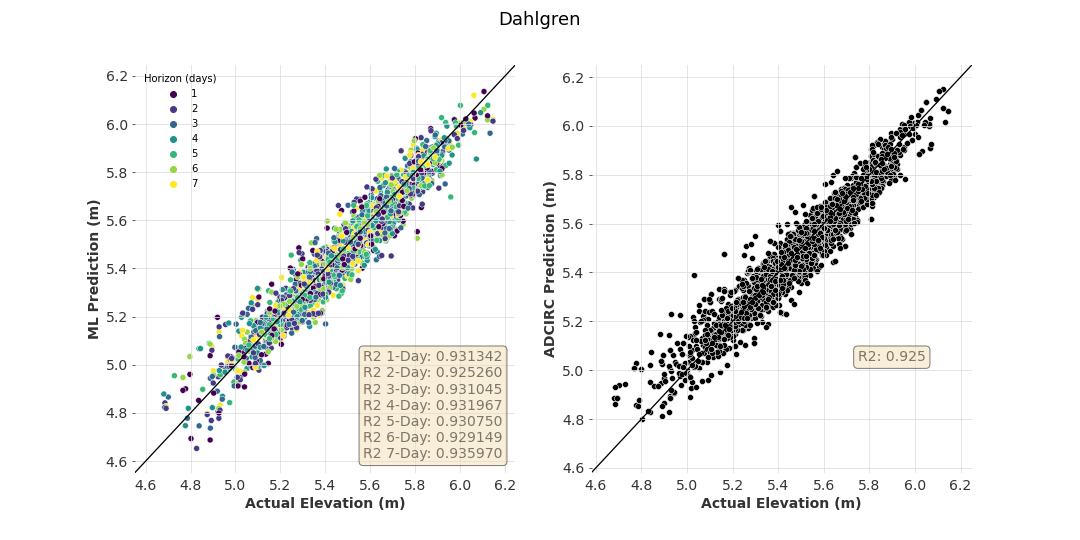 Dahlgren
Horizon (days)
1
2
3
4
5
6
7
6.2
6.0
5.8
5.6
5.4
5.2
5.0
4.8
4.6
ML Prediction (m)
R2 1-Day: 0.931342
R2 2-Day: 0.925260
R2 3-Day: 0.931045
R2 4-Day: 0.931967
R2 5-Day: 0.930750
R2 6-Day: 0.929149
R2 7-Day: 0.935970
4.6 4.8 5.0 5.2 5.4 5.6 5.8 6.0 6.2
Actual Elevation (m)
6.2
6.0
5.8
5.6
5.4
5.2
5.0
4.8
4.6
ADCIRC Prediction (m)
R2: 0.925
4.6 4.8 5.0 5.2 5.4 5.6 5.8 6.0 6.2
Actual Elevation (m)